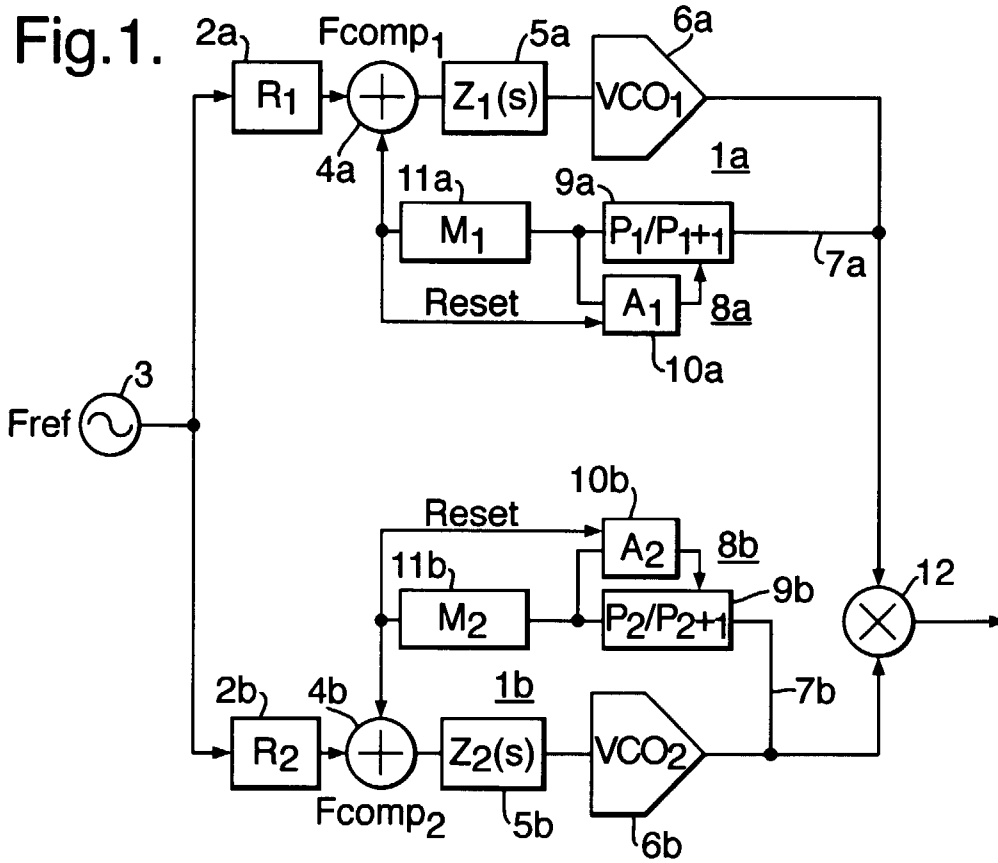 Fig.1.
2a
Fcomp1
5a
6a
R1
Z1(s)
VCO1
4a
1a
11a
9a
M1
P1/P1+1
7a
Reset
A1
8a
10a
3
Fref
10b
Reset
A2
8b
11b
9b
12
M2
P2/P2+1
2b
4b
1b
7b
R2
Z2(s)
VCO2
Fcomp2
5b
6b